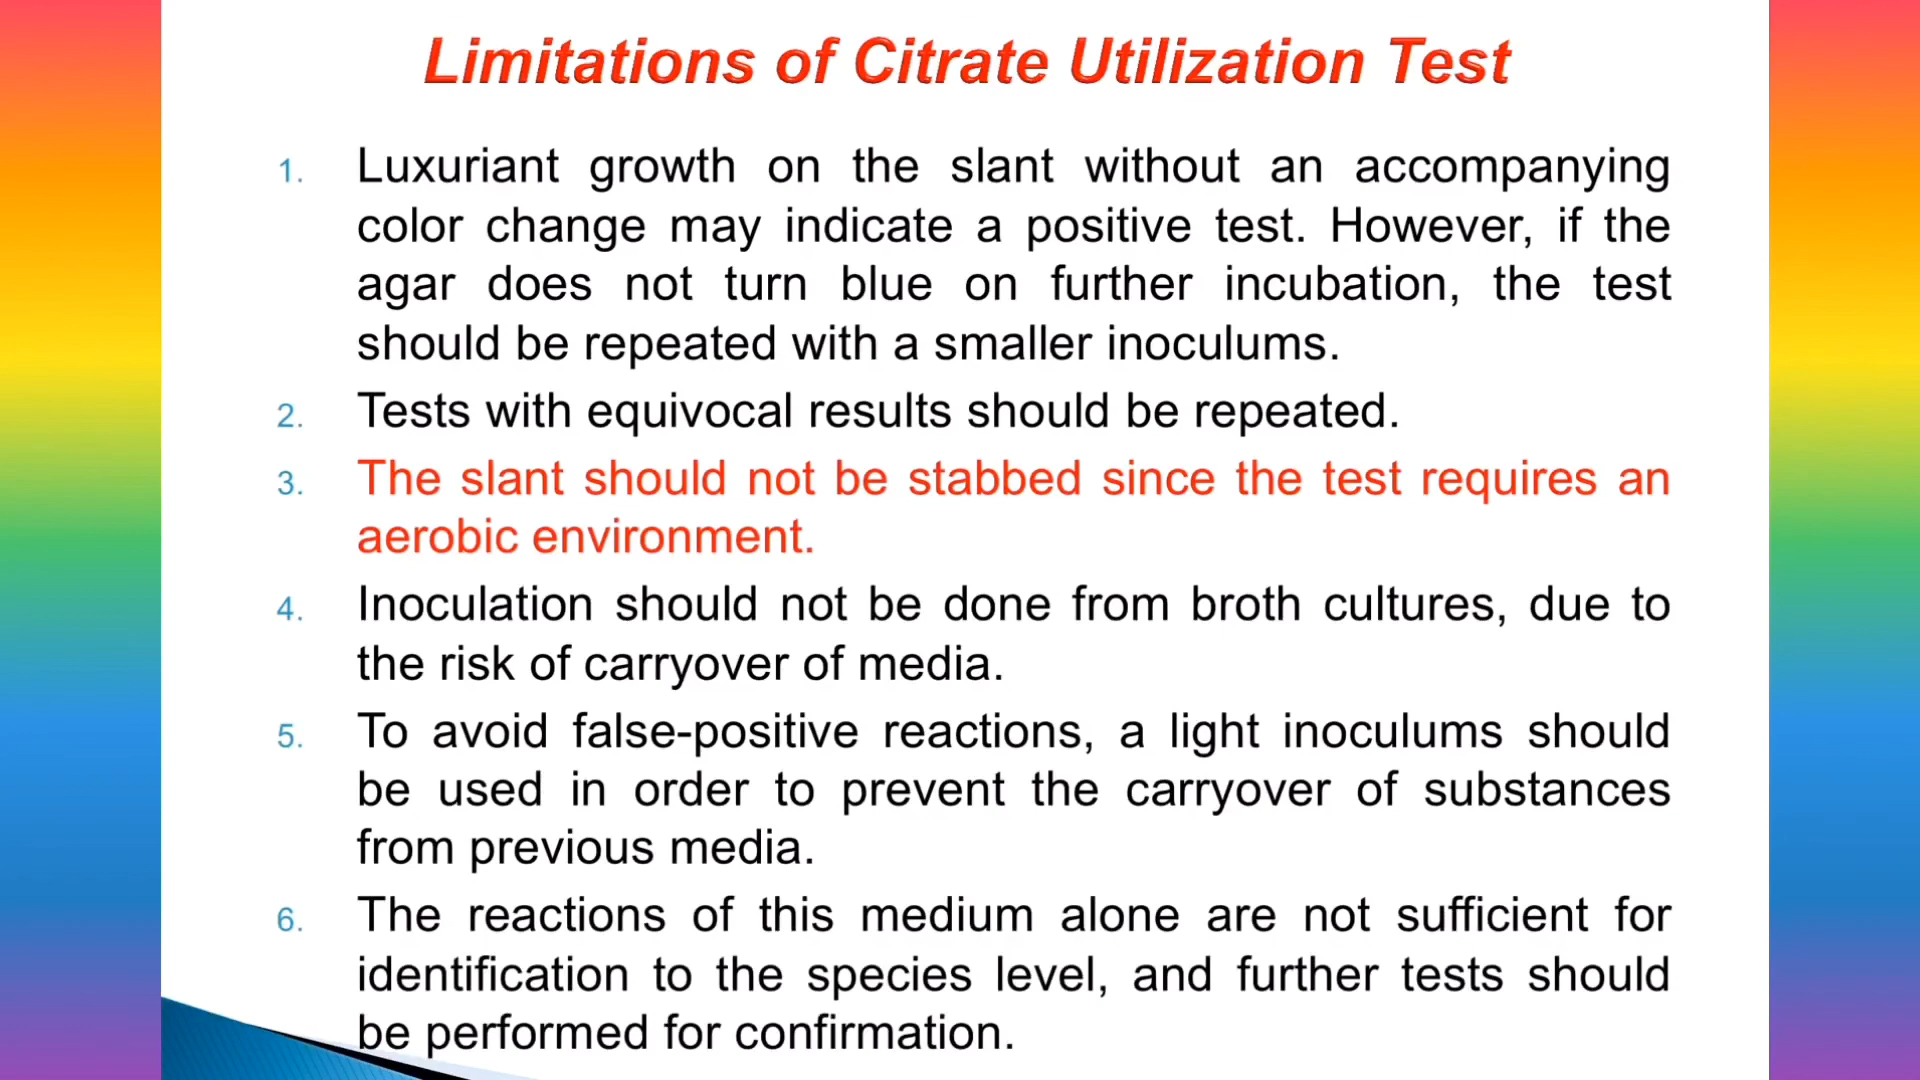 Limitations of Citrate Utilization Test
1. Luxuriant growth on the slant without an accompanying
color change may indicate a positive test. However, if the
agar does not turn blue on further incubation, the test
should be repeated with a smaller inoculums.
2. Tests with equivocal results should be repeated.
3. The slant should not be stabbed since the test requires an
aerobic environment.
4. Inoculation should not be done from broth cultures, due to
the risk of carryover of media.
5. To avoid false-positive reactions, a light inoculums should
be used in order to prevent the carryover of substances
from previous media.
6. The reactions of this medium alone are not sufficient for
identification to the species level, and further tests should
be performed for confirmation.